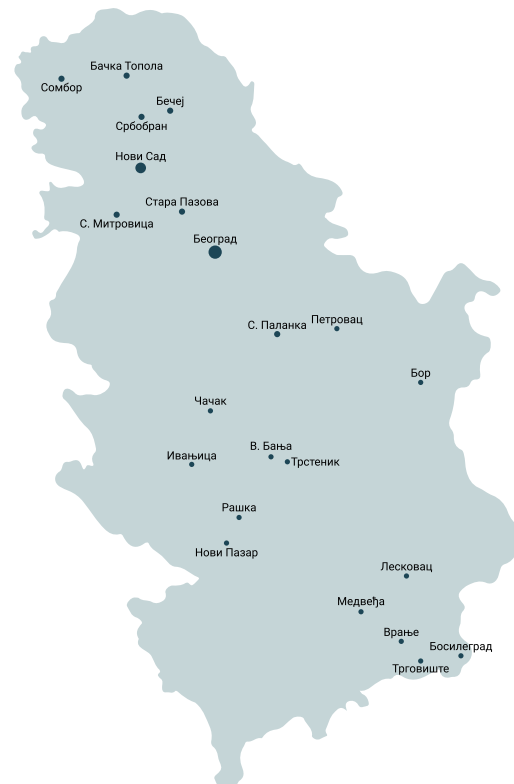 Бачка Топола
Сомбор
Бечеј
Србобран
Нови Сад
Стара Пазова
С. Митровица
Београд
С. Паланка
Петровац
Бор
Чачак
В. Бања
Ивањица
Трстеник
Рашка
Нови Пазар
Лесковац
Медвеђа
Врање
Босилеград
Трговиште